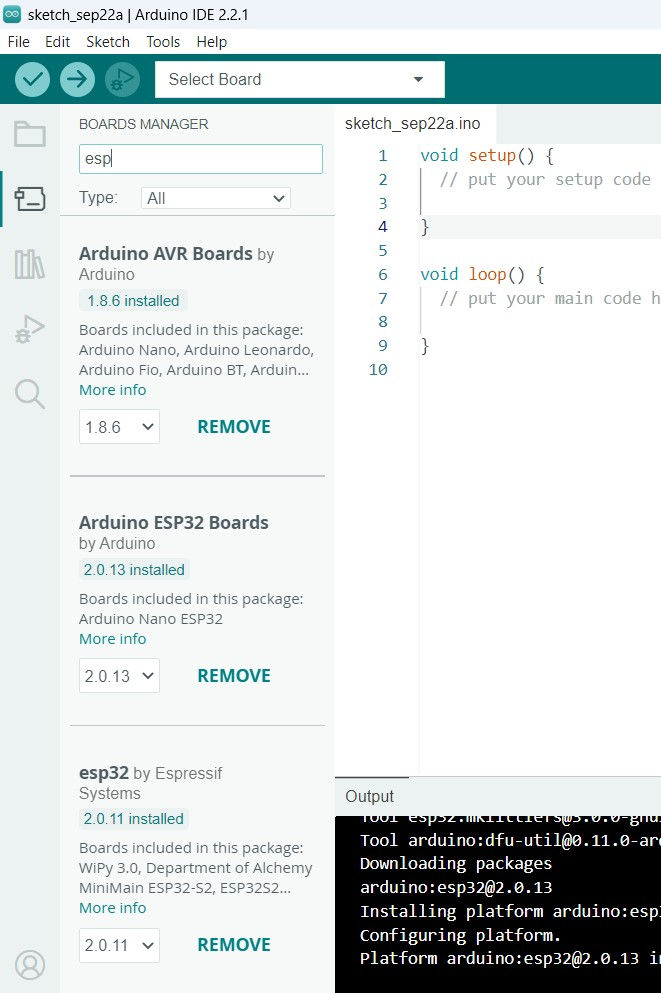 sketch_sep22a | Arduino IDE 2.2.1
File Edit Sketch Tools Help
Select Board
BOARDS MANAGER
esp
Type: All
Arduino AVR Boards by
Arduino
1.8.6 installed
Boards included in this package:
Arduino Nano, Arduino Leonardo,
Arduino Fio, Arduino BT, Arduin...
More info
1.8.6 REMOVE
Arduino ESP32 Boards
by Arduino
2.0.13 installed
Boards included in this package:
Arduino Nano ESP32
More info
2.0.13 REMOVE
esp32 by Espressif
Systems
2.0.11 installed
Boards included in this package:
WiPy 3.0, Department of Alchemy
MiniMain ESP32-S2, ESP32S2...
More info
2.0.11 REMOVE
sketch_sep22a.ino
1 void setup() {
2 // put your setup code
3
4 }
5
6 void loop() {
7 // put your main code h
8
9 }
10
Output
Tool arduino:dfu-util@0.11.0-ar
Downloading packages
arduino:esp32@2.0.13
Installing platform arduino:esp
Configuring platform.
Platform arduino:esp32@2.0.13 i